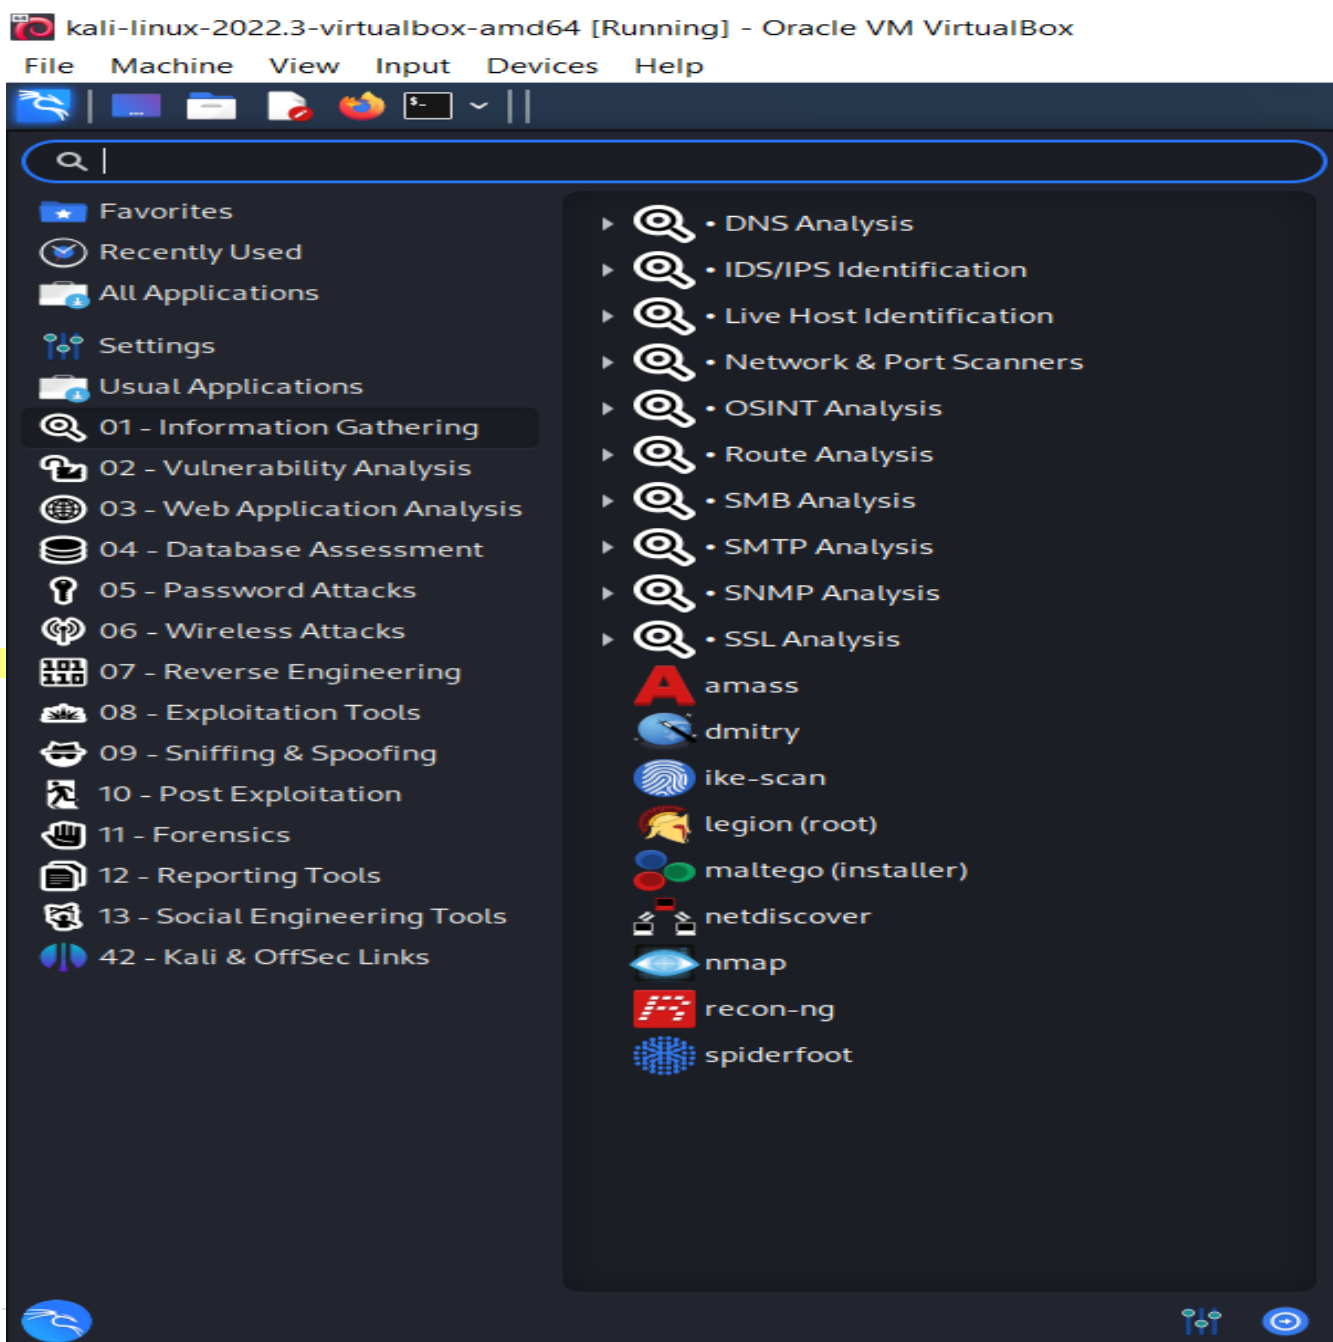 kali-linux-2022.3-virtualbox-amd64 [Running] - Oracle VM VirtualBox
File Machine View Input Devices Help
Favorites
Recently Used
All Applications
Settings
Usual Applications
01 - Information Gathering
02 - Vulnerability Analysis
03 - Web Application Analysis
04 - Database Assessment
05 - Password Attacks
06 - Wireless Attacks
07 - Reverse Engineering
08 - Exploitation Tools
09 - Sniffing & Spoofing
10 - Post Exploitation
11 - Forensics
12 - Reporting Tools
13 - Social Engineering Tools
42 - Kali & OffSec Links
• DNS Analysis
• IDS/IPS Identification
• Live Host Identification
• Network & Port Scanners
• OSINT Analysis
• Route Analysis
• SMB Analysis
• SMTP Analysis
• SNMP Analysis
• SSL Analysis
amass
dmitry
ike-scan
legion (root)
maltego (installer)
netdiscover
nmap
recon-ng
spiderfoot